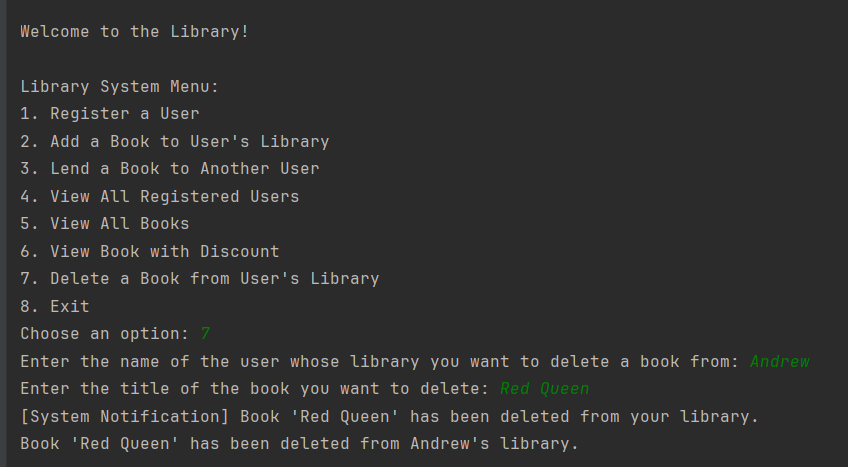 Welcome to the Library!
Library System Menu:
1. Register a User
2. Add a Book to User's Library
3. Lend a Book to Another User
4. View All Registered Users
5. View All Books
6. View Book with Discount
7. Delete a Book from User's Library
8. Exit
Choose an option: 7
Enter the name of the user whose library you want to delete a book from: Andrew
Enter the title of the book you want to delete: Red Queen
[System Notification] Book 'Red Queen' has been deleted from your library.
Book 'Red Queen' has been deleted from Andrew's library.